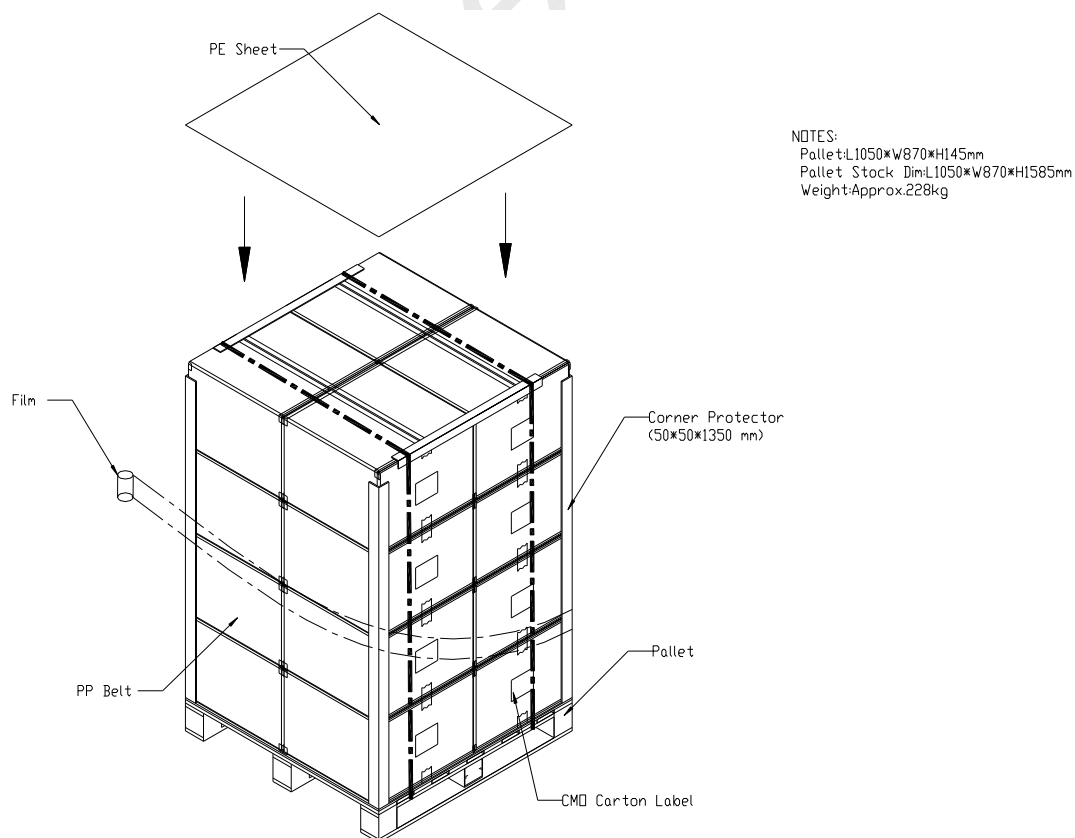 PE Sheet
NOTES:
Pallet:L1050*W870*H145mm
Pallet Stock Dim:L1050*W870*H1585mm
Weight:Approx.228kg
Film
Corner Protector
(50*50*1350 mm)
Pallet
PP Belt
CMO Carton Label